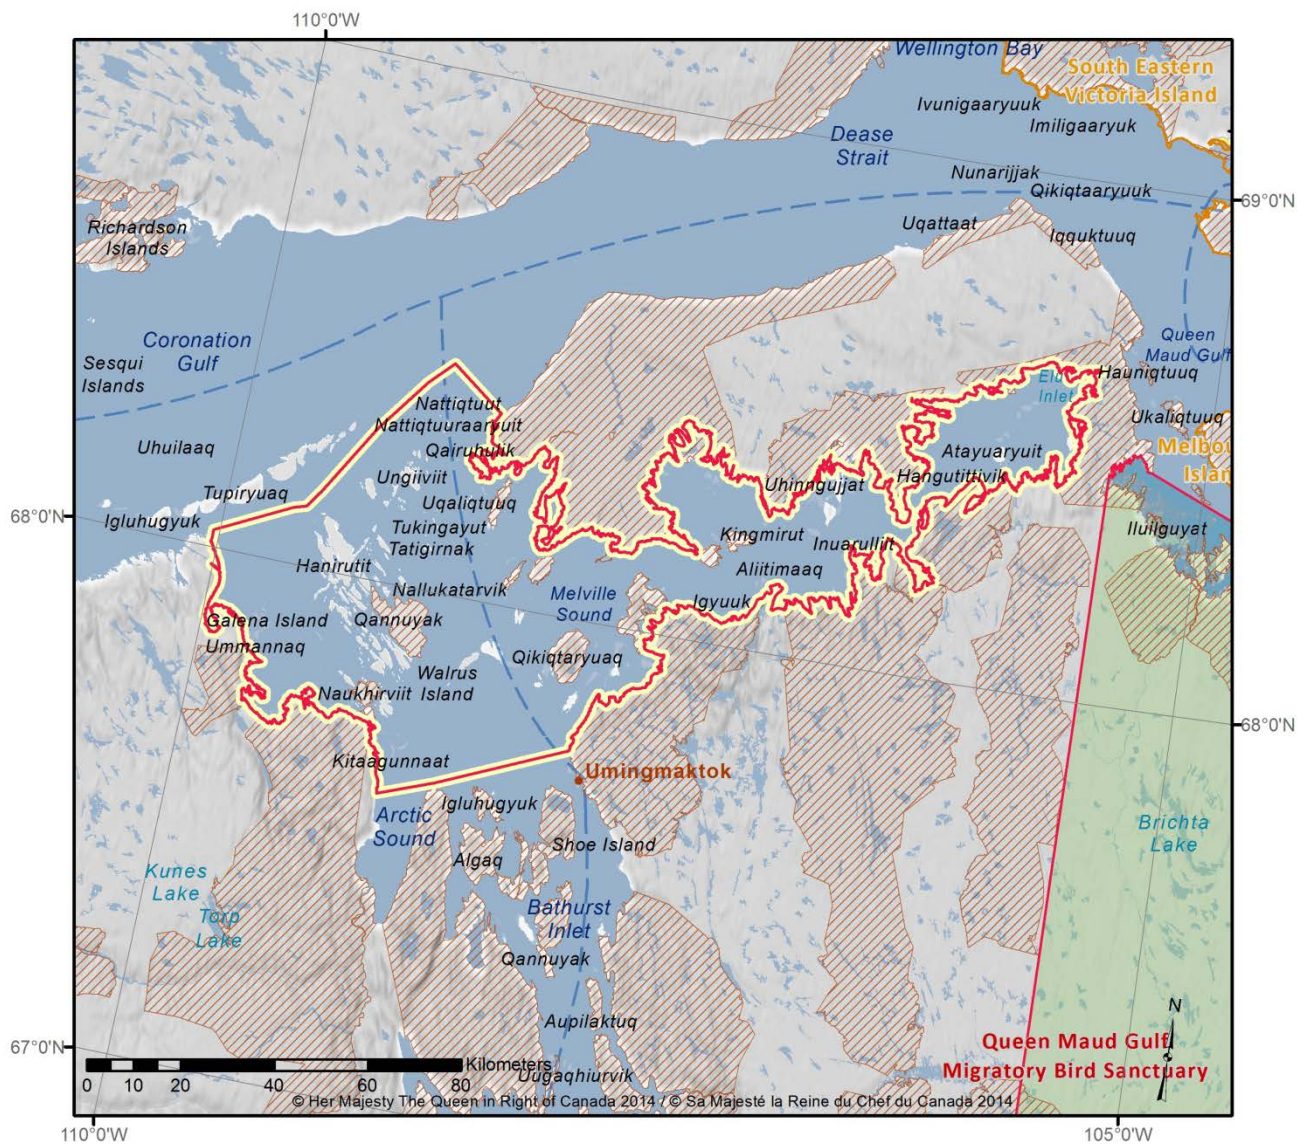 110°0'W
Wellington Bay
South Eastern
Victoria Island
Ivunigaaryuuk
Imiligaaryuk
Dease
Strait
Nunarijjak
Qikiqtaaryuuk
69°0'N
Richardson
Islands
Uqattaat
Iqquktuuq
Coronation
Gulf
Queen
Maud Gulf
Sesqui
Islands
Hauniqtuuq
Elu
Inlet
Nattiqtuut
Nattiqtuuraaryuit
Ukaliqtuuq
Uhuilaaq
Qairuhulik
Atayuaryuit
Melbou
Islan
Ungiiviit
Uhinngujjat
Hangutittivik
Tupiryuaq
Uqaliqtuuq
68°0'N
Igluhugyuk
Tukingayut
Tatigirnak
Kingmirut
Inuarulliit
Iluilguyat
Hanirutit
Aliitimaaq
Nallukatarvik
Melville
Sound
Igyuuk
Galena Island
Qannuyak
Ummannaq
Qikiqtaryuaq
Walrus
Island
Naukhirviit
68°0'N
Kitaagunnaat
Umingmaktok
Igluhugyuk
Arctic
Sound
Brichta
Lake
Shoe Island
Algaq
Kunes
Lake
Torp
Lake
Bathurst
Inlet
Qannuyak
Aupilaktuq
N
67°0'N
Queen Maud Gulf
Migratory Bird Sanctuary
Kilometers
0 10 20 40 60 80
Uugaqhiurvik
© Her Majesty The Queen in Right of Canada 2014 / © Sa Majesté la Reine du Chef du Canada 2014
110°0'W
105°0'W